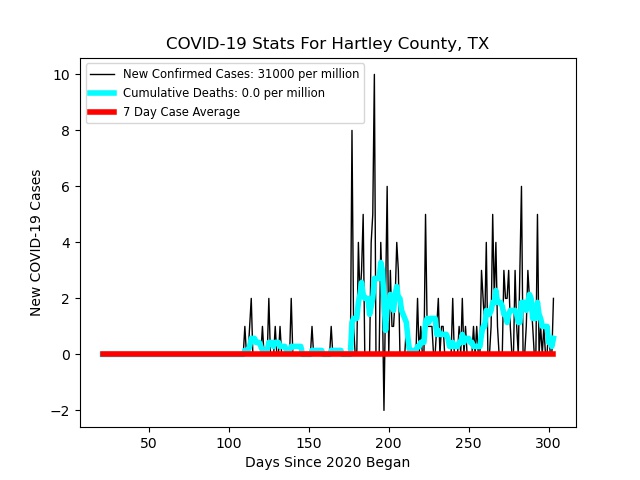 COVID-19 Stats For Hartley County, TX
New Confirmed Cases: 31000 per million
Cumulative Deaths: 0.0 per million
7 Day Case Average
New COVID-19 Cases
10
8
6
4
2
0
−2
50 100 150 200 250 300
Days Since 2020 Began